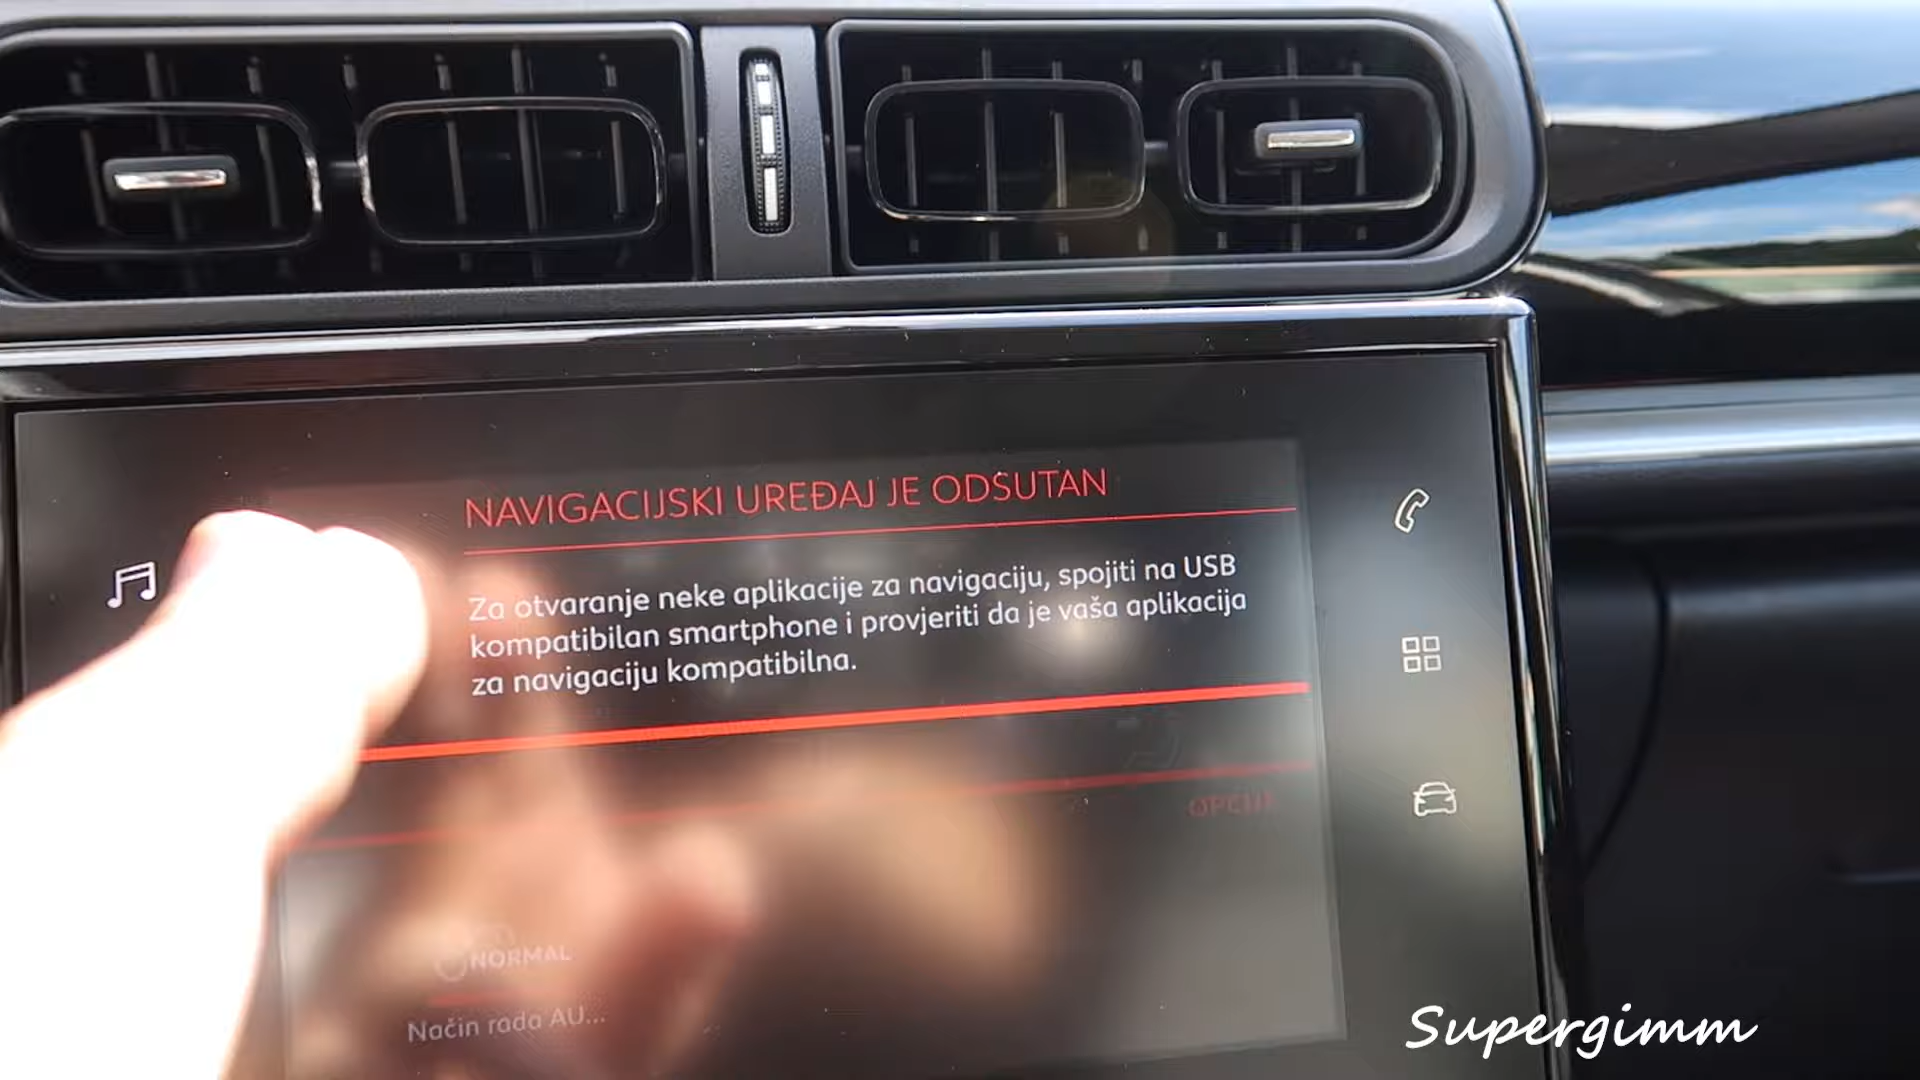 NAVIGACIJSKI UREĐAJ JE ODSUTAN
Za otvaranje neke aplikacije za navigaciju, spojiti na USB
kompatibilan smartphone i provjeriti da je vaša aplikacija
za navigaciju kompatibilna.
OPCIJE
NORMAL
Način rada AU...
Supergimm